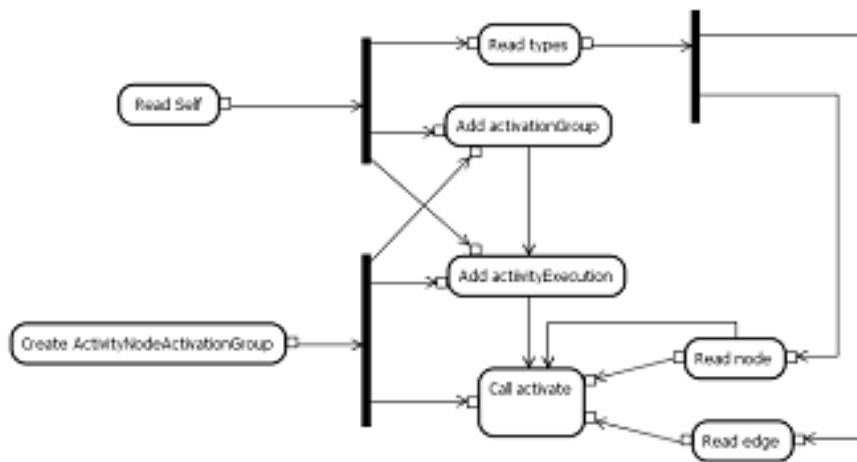 Read types
Read Self
Add activationGroup
Add activityExecution
Create ActivityNodeActivationGroup
Read node
Call activate
Read edge